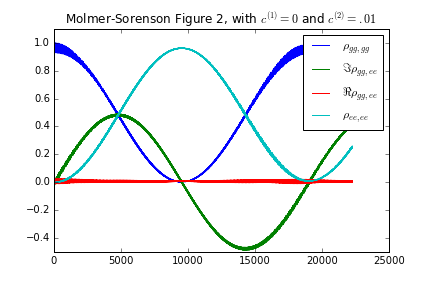 Molmer-Sorenson Figure 2, with c^{(1)} = 0 and c^{(2)} = .01
1.0
0.8
0.6
0.4
0.2
0.0
−0.2
−0.4
ρ_{gg,gg}
ℑρ_{gg,ee}
ℜρ_{gg,ee}
ρ_{ee,ee}
0 5000 10000 15000 20000 25000